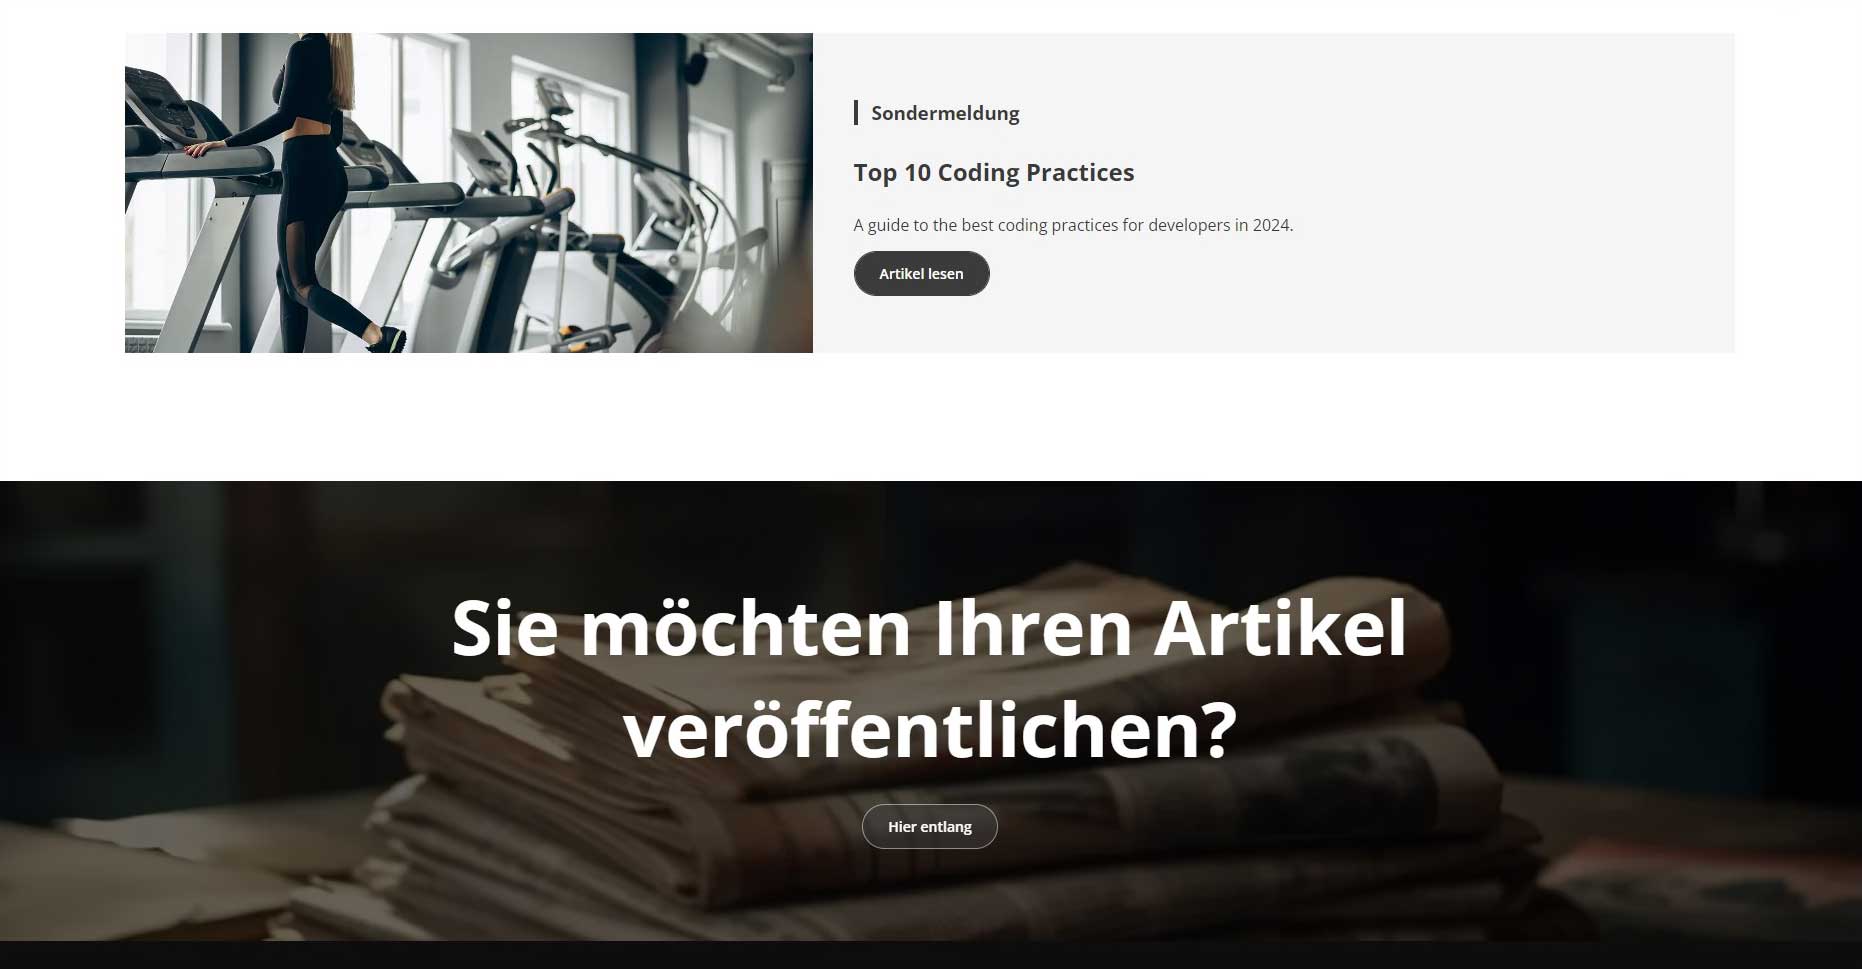 Sondermeldung
Top 10 Coding Practices
A guide to the best coding practices for developers in 2024.
Artikel lesen
Sie möchten Ihren Artikel
veröffentlichen?
Hier entlang